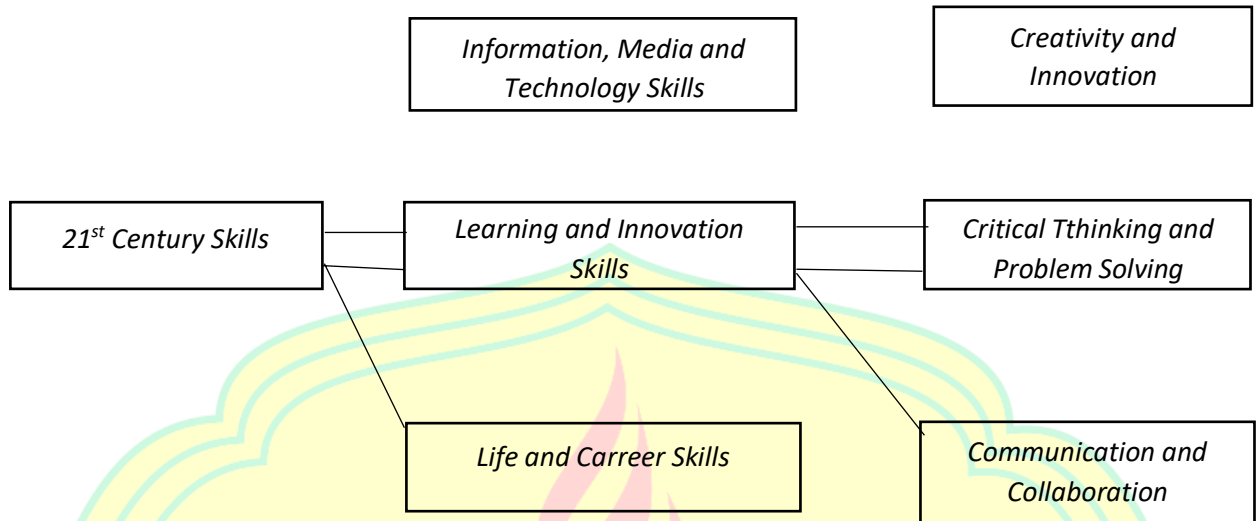 Information, Media and
Technology Skills
Creativity and
Innovation
21st Century Skills
Learning and Innovation
Skills
Critical Tthinking and
Problem Solving
Life and Carreer Skills
Communication and
Collaboration